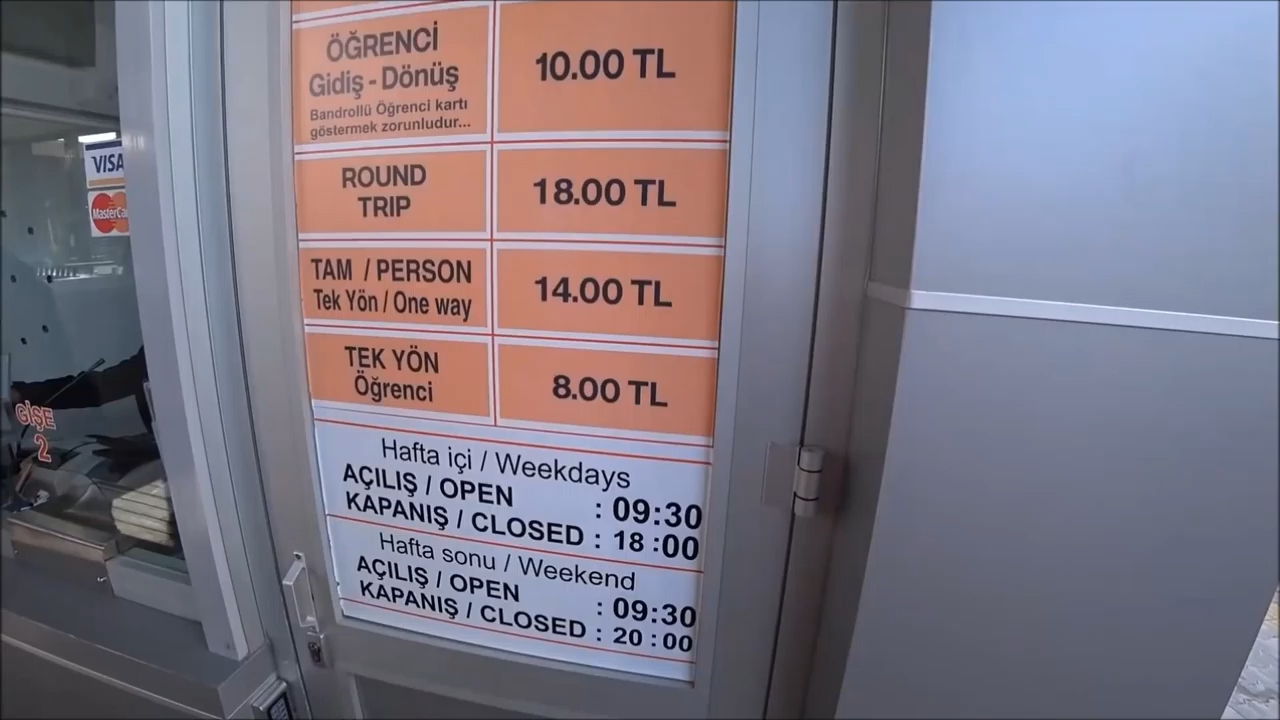 ÖĞRENCİ
Gidiş - Dönüş
Bandrollü Öğrenci kartı
göstermek zorunludur...
10.00 TL
ROUND
TRIP
18.00 TL
TAM / PERSON
Tek Yön / One way
14.00 TL
TEK YÖN
Öğrenci
8.00 TL
Hafta içi / Weekdays
AÇILIŞ / OPEN : 09:30
KAPANIŞ / CLOSED : 18:00
Hafta sonu / Weekend
AÇILIŞ / OPEN : 09:30
KAPANIŞ / CLOSED : 20:00
VISA
MasterCa
GİŞE
2